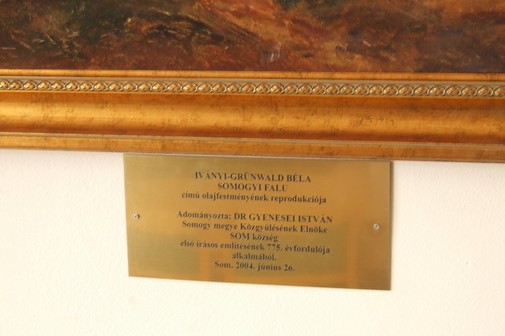 IVÁNYI-GRÜNWALD BÉLA
SOMOGYI FALU
című olajfestményének reprodukciója
Adományozta: DR GYENESEI ISTVÁN
Somogy megye Közgyűlésének Elnöke
SOM község
első írásos említésének 775. évfordulója
alkalmából.
Som. 2004. június 26.